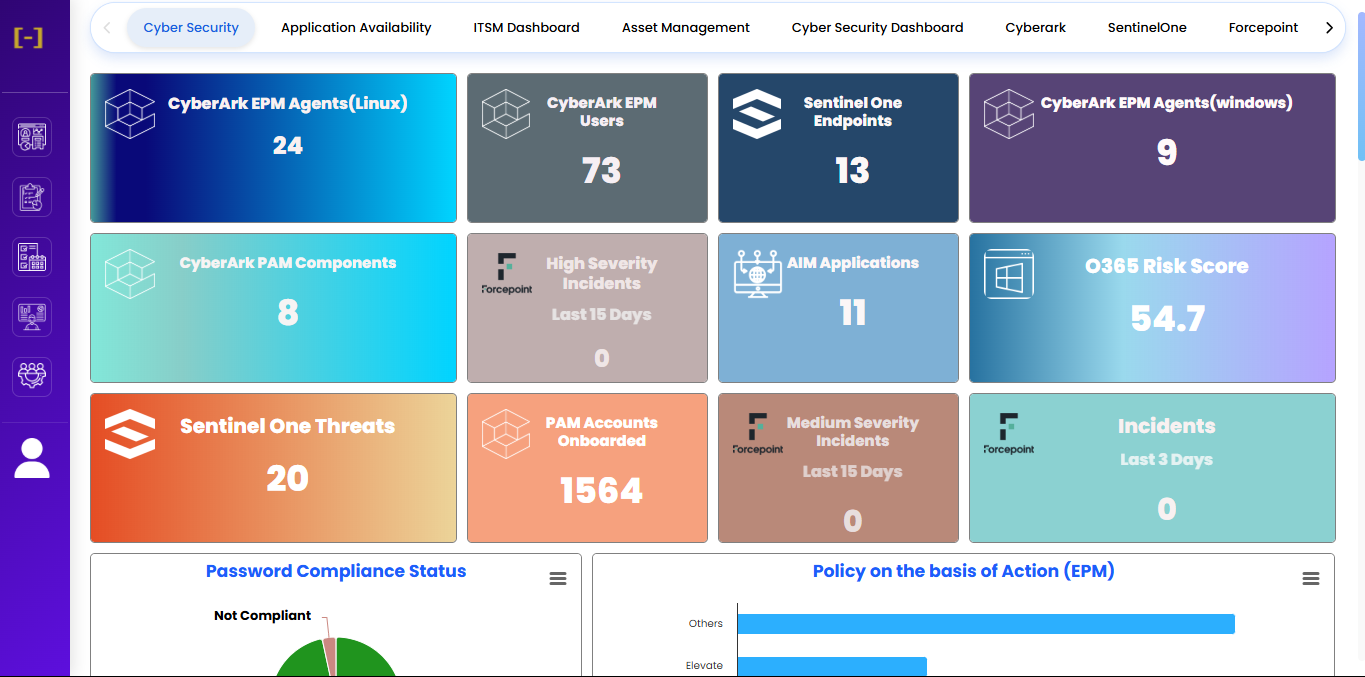 [-]
Cyber Security
Application Availability
ITSM Dashboard
Asset Management
Cyber Security Dashboard
Cyberark
SentinelOne
Forcepoint
CyberArk EPM Agents(Linux)
24
CyberArk EPM
Users
73
Sentinel One
Endpoints
13
CyberArk EPM Agents(windows)
9
CyberArk PAM Components
8
Forcepoint
High Severity
Incidents
Last 15 Days
0
AIM Applications
11
O365 Risk Score
54.7
Sentinel One Threats
20
PAM Accounts
Onboarded
1564
Forcepoint
Medium Severity
Incidents
Last 15 Days
0
Forcepoint
Incidents
Last 3 Days
0
Password Compliance Status
Not Compliant
Policy on the basis of Action (EPM)
Others
Elevate